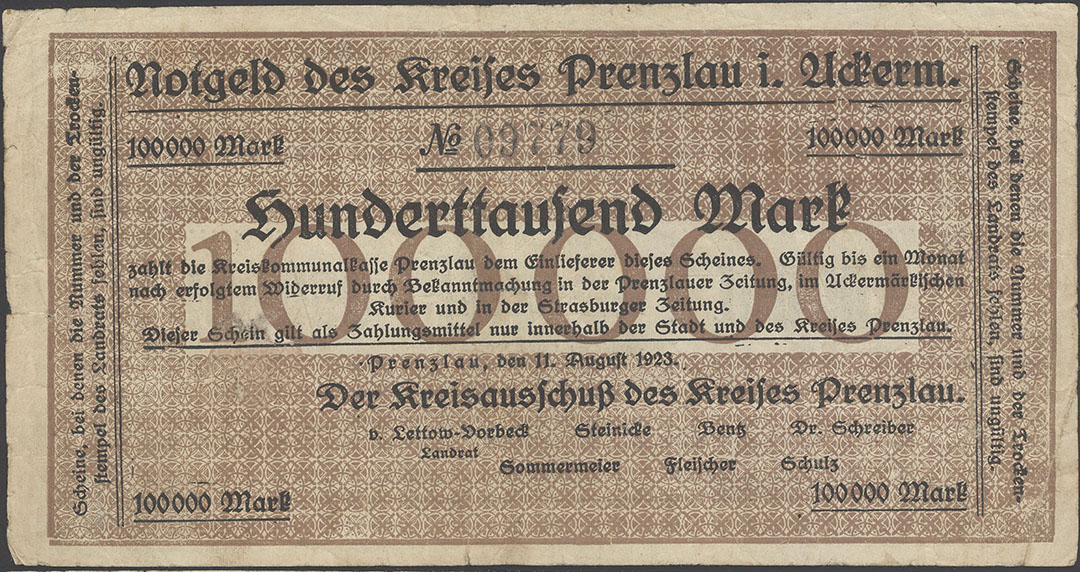 Notgeld des Kreises Prenzlau i. Uckerm.
100000 Mark
№ 09779
100000 Mark
Hunderttausend Mark
100000
zahlt die Kreiskommunalkasse Prenzlau dem Einlieferer dieses Scheines. Gültig bis ein Monat
nach erfolgtem Widerruf durch Bekanntmachung in der Prenzlauer Zeitung, im Uckermärkischen
Kurier und in der Strasburger Zeitung.
Dieser Schein gilt als Zahlungsmittel nur innerhalb der Stadt und des Kreises Prenzlau.
Prenzlau, den 11. August 1923.
Der Kreisausschuß des Kreises Prenzlau.
v. Lettow-Vorbeck Steinicke Bentz Dr. Schreiber
Landrat
Sommermeier Fleischer Schulz
100000 Mark
100000 Mark
Scheine, bei denen die Nummer und der Trocken-
stempel des Landrats fehlen, sind ungültig.
Scheine, bei denen die Nummer und der Trocken-
stempel des Landrats fehlen, sind ungültig.